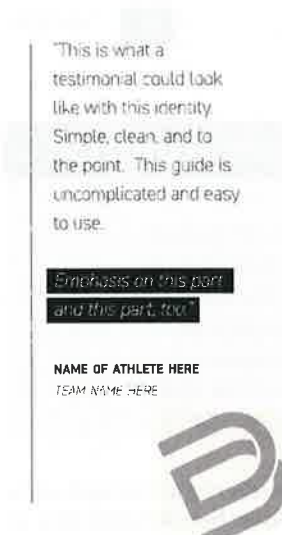 "This is what a
testimonial could look
like with this identity.
Simple, clean, and to
the point. This guide is
uncomplicated and easy
to use.
Emphasis on this part
and this part, too."
NAME OF ATHLETE HERE
TEAM NAME HERE